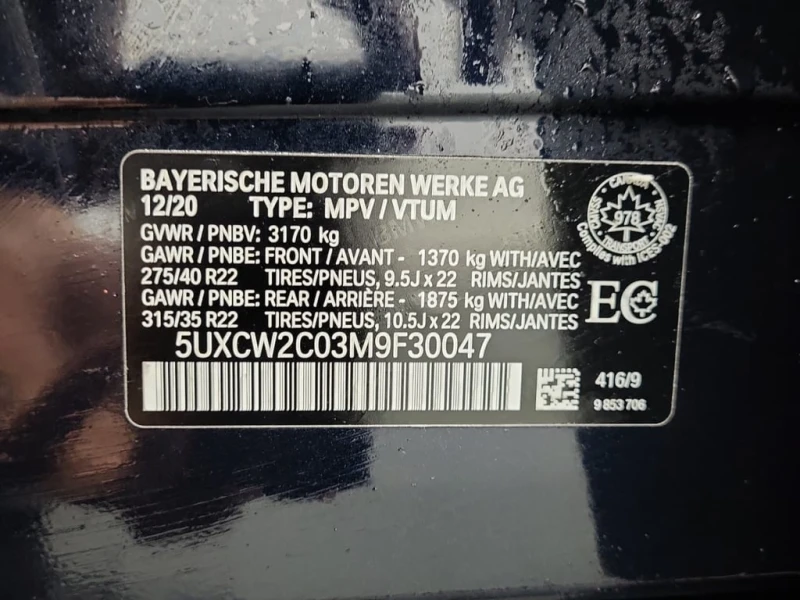 BAYERISCHE MOTOREN WERKE AG
12/20 TYPE: MPV / VTUM
GVWR / PNBV: 3170 kg
GAWR / PNBE: FRONT / AVANT - 1370 kg WITH/AVEC
275/40 R22 TIRES/PNEUS, 9.5J x 22 RIMS/JANTES
GAWR / PNBE: REAR / ARRIÈRE - 1875 kg WITH/AVEC
315/35 R22 TIRES/PNEUS, 10.5J x 22 RIMS/JANTES
5UXCW2C03M9F30047
CANADA
978
TRANSPORT
Complies with ICES-002
EC
416/9
9 853 706